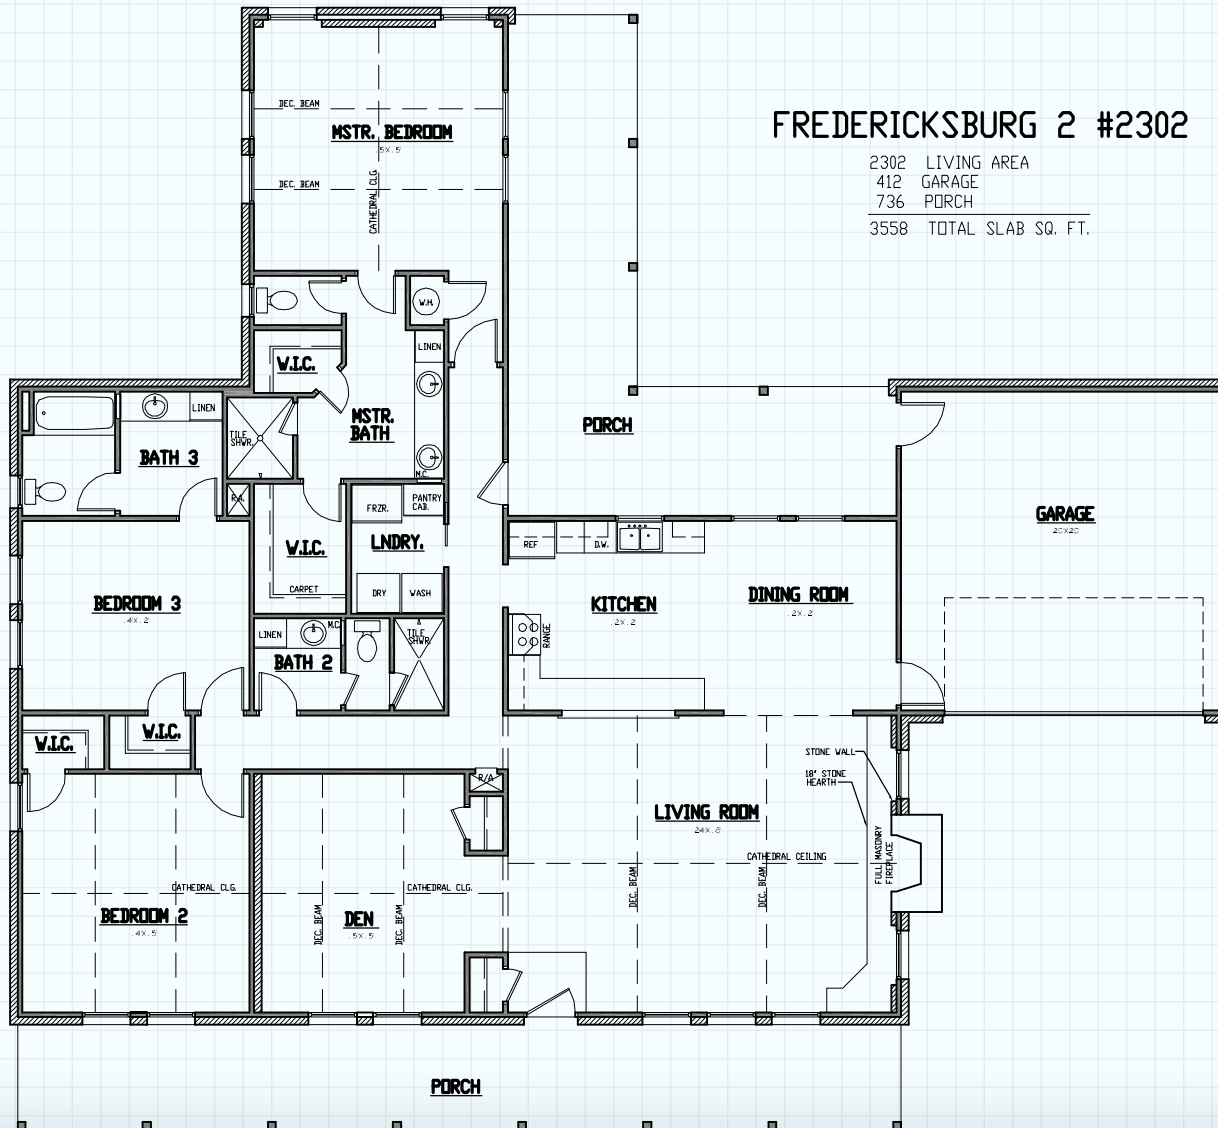 DEC. BEAM
MSTR. BEDROOM
DEC. BEAM
CATHEDRAL CLG.
FREDERICKSBURG 2 #2302
2302 LIVING AREA
412 GARAGE
736 PORCH
3558 TOTAL SLAB SQ. FT.
W.H.
LINEN
W.I.C.
MSTR.
BATH
M.C.
LINEN
TILE
SHWR.
BATH 3
R.A.
PORCH
GARAGE
20X20
FRZR.
PANTRY
CAB.
LNDRY.
DRY
WASH
W.I.C.
CARPET
REF
D.W.
KITCHEN
RANGE
DINING ROOM
BEDROOM 3
LINEN
M.C.
TILE
SHWR.
BATH 2
W.I.C.
W.I.C.
R/A
STONE WALL
18" STONE
HEARTH
LIVING ROOM
CATHEDRAL CEILING
FULL MASONRY
FIREPLACE
DEC. BEAM
DEC. BEAM
CATHEDRAL CLG.
BEDROOM 2
CATHEDRAL CLG.
DEN
DEC. BEAM
DEC. BEAM
PORCH